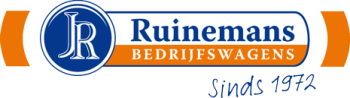 JR
Ruinemans
BEDRIJFSWAGENS
sinds 1972